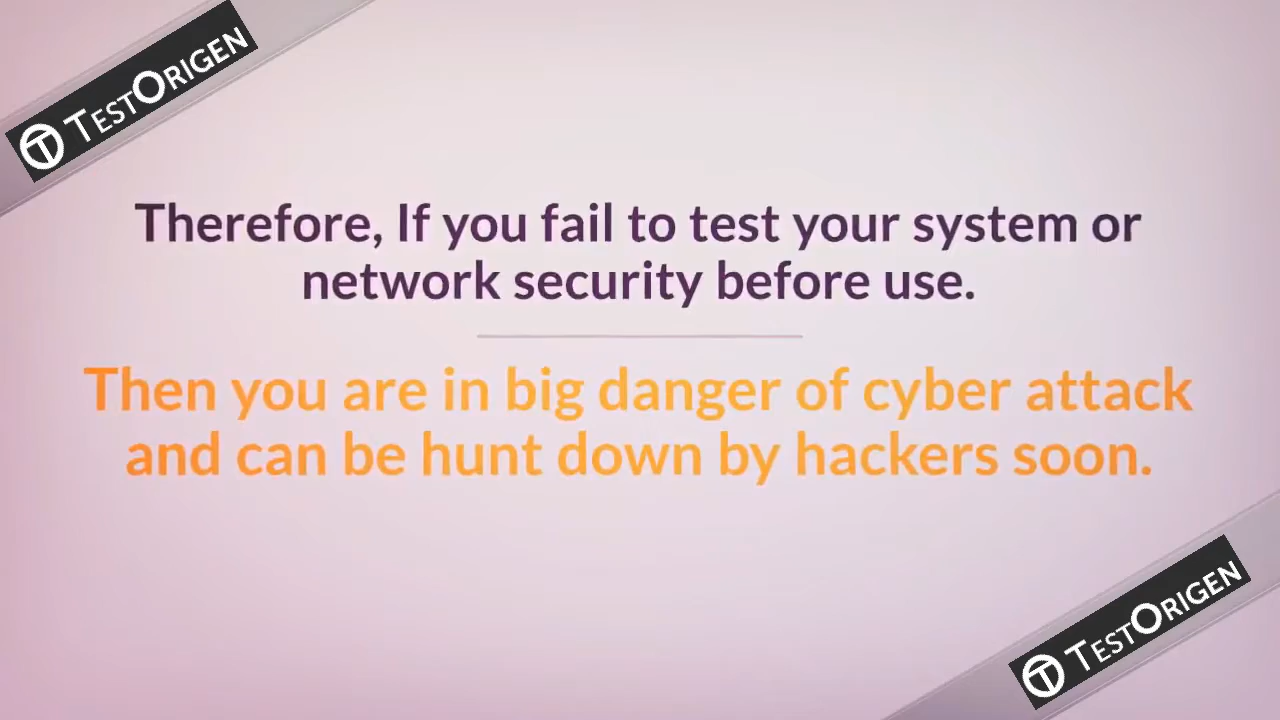 TESTORIGEN
Therefore, If you fail to test your system or
network security before use.
Then you are in big danger of cyber attack
and can be hunt down by hackers soon.
TESTORIGEN